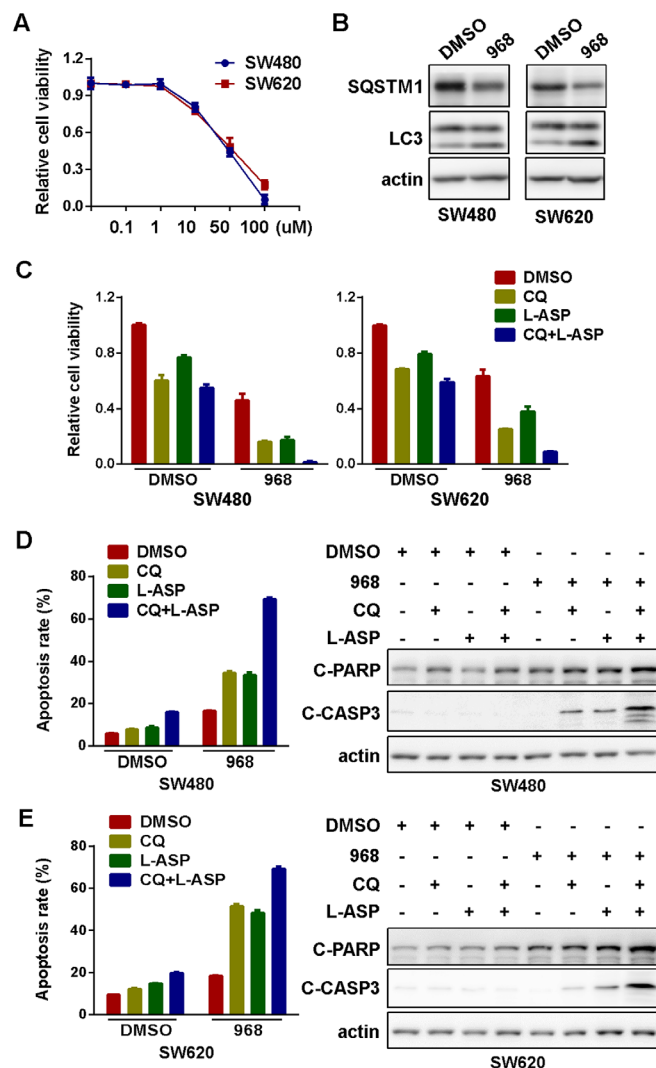 A
Relative cell viability
1.2
0.9
0.6
0.3
0.0
SW480
SW620
0.1 1 10 50 100 (uM)
B
DMSO 968 DMSO 968
SQSTM1
LC3
actin
SW480 SW620
C
DMSO
CQ
L-ASP
CQ+L-ASP
Relative cell viability
1.2 1.2
0.8 0.8
0.4 0.4
0.0 0.0
DMSO 968 DMSO 968
SW480 SW620
D
Apoptosis rate (%)
80
60
40
20
0
DMSO
CQ
L-ASP
CQ+L-ASP
DMSO 968
SW480
DMSO + + + + - - - -
968 - - - - + + + +
CQ - + - + - + - +
L-ASP - - + + - - + +
C-PARP
C-CASP3
actin
SW480
E
Apoptosis rate (%)
80
60
40
20
0
DMSO
CQ
L-ASP
CQ+L-ASP
DMSO 968
SW620
DMSO + + + + - - - -
968 - - - - + + + +
CQ - + - + - + - +
L-ASP - - + + - - + +
C-PARP
C-CASP3
actin
SW620